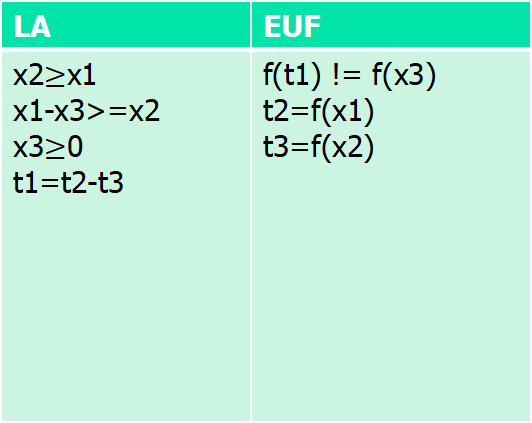 LA
EUF
x2≥x1
x1-x3>=x2
x3≥0
t1=t2-t3
f(t1) != f(x3)
t2=f(x1)
t3=f(x2)